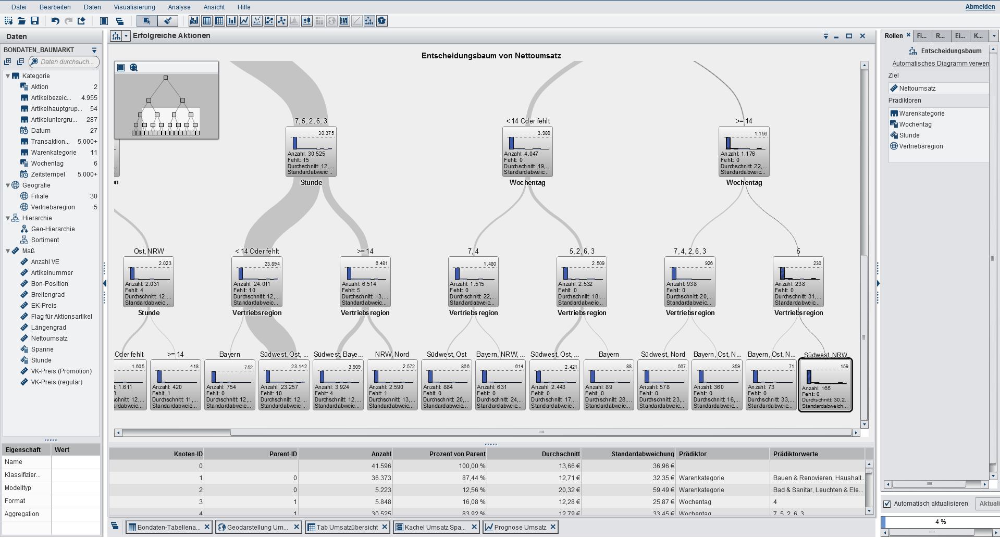 Datei Bearbeiten Daten Visualisierung Analyse Ansicht Hilfe Abmelden
Daten
BONDATEN_BAUMARKT
Daten durchsuch...
Kategorie
Aktion 2
Artikelbezeic... 4.955
Artikelhauptgrup... 54
Artikeluntergru... 287
Datum 27
Transaktion... 5.000+
Warenkategorie 11
Wochentag 6
Zeitstempel 5.000+
Geografie
Filiale 30
Vertriebsregion 5
Hierarchie
Geo-Hierarchie
Sortiment
Maß
Anzahl VE
Artikelnummer
Bon-Position
Breitengrad
EK-Preis
Flag für Aktionsartikel
Längengrad
Nettoumsatz
Spanne
Stunde
VK-Preis (Promotion)
VK-Preis (regulär)
Eigenschaft Wert
Name
Klassifizier...
Modelltyp
Format
Aggregation
Erfolgreiche Aktionen
Entscheidungsbaum von Nettoumsatz
7, 5, 2, 6, 3
30.375
Anzahl: 30.525
Fehlt: 15
Durchschnitt: 12,...
Standardabweic...
Stunde
< 14 Oder fehlt
3.989
Anzahl: 4.047
Fehlt: 0
Durchschnitt: 19,...
Standardabweic...
Wochentag
>= 14
1.156
Anzahl: 1.176
Fehlt: 0
Durchschnitt: 22,...
Standardabweic...
Wochentag
Ost, NRW
2.023
Anzahl: 2.031
Fehlt: 4
Durchschnitt: 12,...
Standardabweic...
Stunde
< 14 Oder fehlt
23.894
Anzahl: 24.011
Fehlt: 10
Durchschnitt: 12,...
Standardabweic...
Vertriebsregion
>= 14
6.481
Anzahl: 6.514
Fehlt: 5
Durchschnitt: 13,...
Standardabweic...
Vertriebsregion
7, 4
1.480
Anzahl: 1.515
Fehlt: 0
Durchschnitt: 22,...
Standardabweic...
Vertriebsregion
5, 2, 6, 3
2.509
Anzahl: 2.532
Fehlt: 0
Durchschnitt: 18,...
Standardabweic...
Vertriebsregion
7, 4, 2, 6, 3
926
Anzahl: 938
Fehlt: 0
Durchschnitt: 20,...
Standardabweic...
Vertriebsregion
5
230
Anzahl: 238
Fehlt: 0
Durchschnitt: 31,...
Standardabweic...
Vertriebsregion
Oder fehlt
1.605
: 1.611
3
schnitt: 12,...
ardabweic...
>= 14
418
Anzahl: 420
Fehlt: 1
Durchschnitt: 11,...
Standardabweic...
Bayern
752
Anzahl: 754
Fehlt: 0
Durchschnitt: 12,...
Standardabweic...
Südwest, Ost, ...
23.142
Anzahl: 23.257
Fehlt: 10
Durchschnitt: 12,...
Standardabweic...
Südwest, Baye...
3.909
Anzahl: 3.924
Fehlt: 4
Durchschnitt: 12,...
Standardabweic...
NRW, Nord
2.572
Anzahl: 2.590
Fehlt: 1
Durchschnitt: 13,...
Standardabweic...
Südwest, Ost
866
Anzahl: 884
Fehlt: 0
Durchschnitt: 20,...
Standardabweic...
Bayern, NRW, ...
614
Anzahl: 631
Fehlt: 0
Durchschnitt: 24,...
Standardabweic...
Südwest, Ost, ...
2.421
Anzahl: 2.443
Fehlt: 0
Durchschnitt: 17,...
Standardabweic...
Bayern
88
Anzahl: 89
Fehlt: 0
Durchschnitt: 28,...
Standardabweic...
Südwest, Nord
567
Anzahl: 578
Fehlt: 0
Durchschnitt: 23,...
Standardabweic...
Bayern, Ost, N...
359
Anzahl: 360
Fehlt: 0
Durchschnitt: 16,...
Standardabweic...
Bayern, Ost, N...
71
Anzahl: 73
Fehlt: 0
Durchschnitt: 33,...
Standardabweic...
Südwest, NRW
159
Anzahl: 165
Fehlt: 0
Durchschnitt: 30,2...
Standardabweich...
Knoten-ID Parent-ID Anzahl Prozent von Parent Durchschnitt Standardabweichung Prädiktor Prädiktorwerte
0 41.596 100,00 % 13,66 € 36,96 €
1 0 36.373 87,44 % 12,71 € 32,35 € Warenkategorie Bauen & Renovieren, Haushalt...
2 0 5.223 12,56 % 20,32 € 59,49 € Warenkategorie Bad & Sanitär, Leuchten & Ele...
3 1 5.848 16,08 % 12,28 € 25,87 € Wochentag 4
4 1 30.525 83,92 % 12,79 € 33,45 € Wochentag 7, 5, 2, 6, 3
Bondaten-Tabellena... Geodarstellung Um... Tab Umsatzübersicht Kachel Umsatz Spa... Prognose Umsatz
Rollen Fi... R... Ei... K...
Entscheidungsbaum
Automatisches Diagramm verwen
Ziel
Nettoumsatz
Prädiktoren
Warenkategorie
Wochentag
Stunde
Vertriebsregion
Automatisch aktualisieren Aktuali
4 %